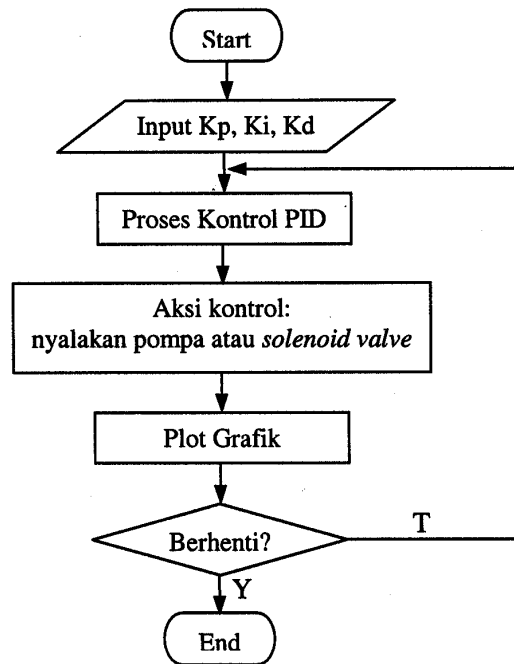 Start
Input Kp, Ki, Kd
Proses Kontrol PID
Aksi kontrol:
nyalakan pompa atau solenoid valve
Plot Grafik
Berhenti?
T
Y
End